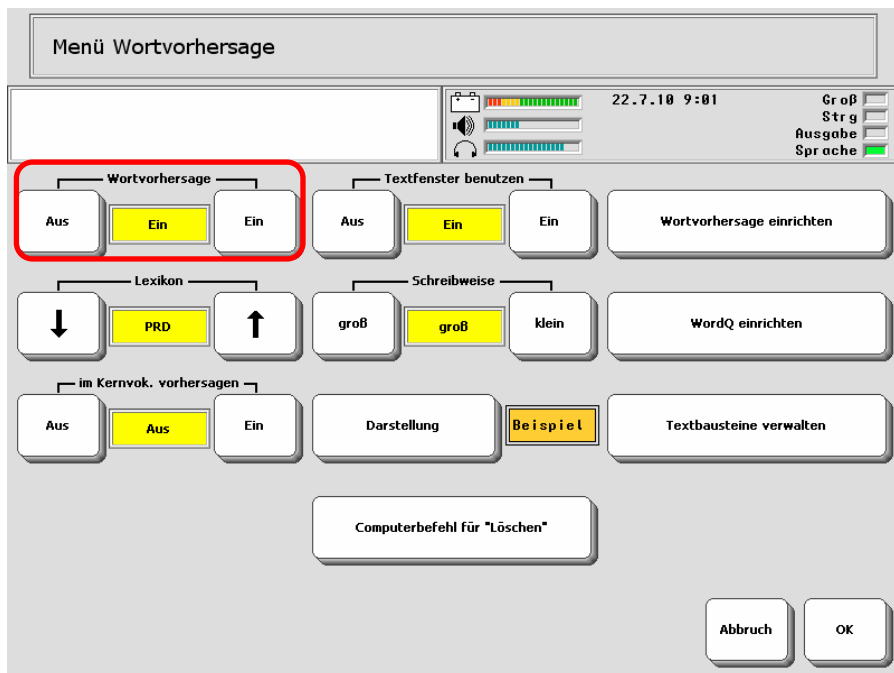 Menü Wortvorhersage
22.7.10 9:01
Groß
Strg
Ausgabe
Sprache
Wortvorhersage
Aus
Ein
Ein
Textfenster benutzen
Aus
Ein
Ein
Wortvorhersage einrichten
Lexikon
PRD
Schreibweise
groß
groß
klein
WordQ einrichten
im Kernvok. vorhersagen
Aus
Aus
Ein
Darstellung
Beispiel
Textbausteine verwalten
Computerbefehl für "Löschen"
Abbruch
OK